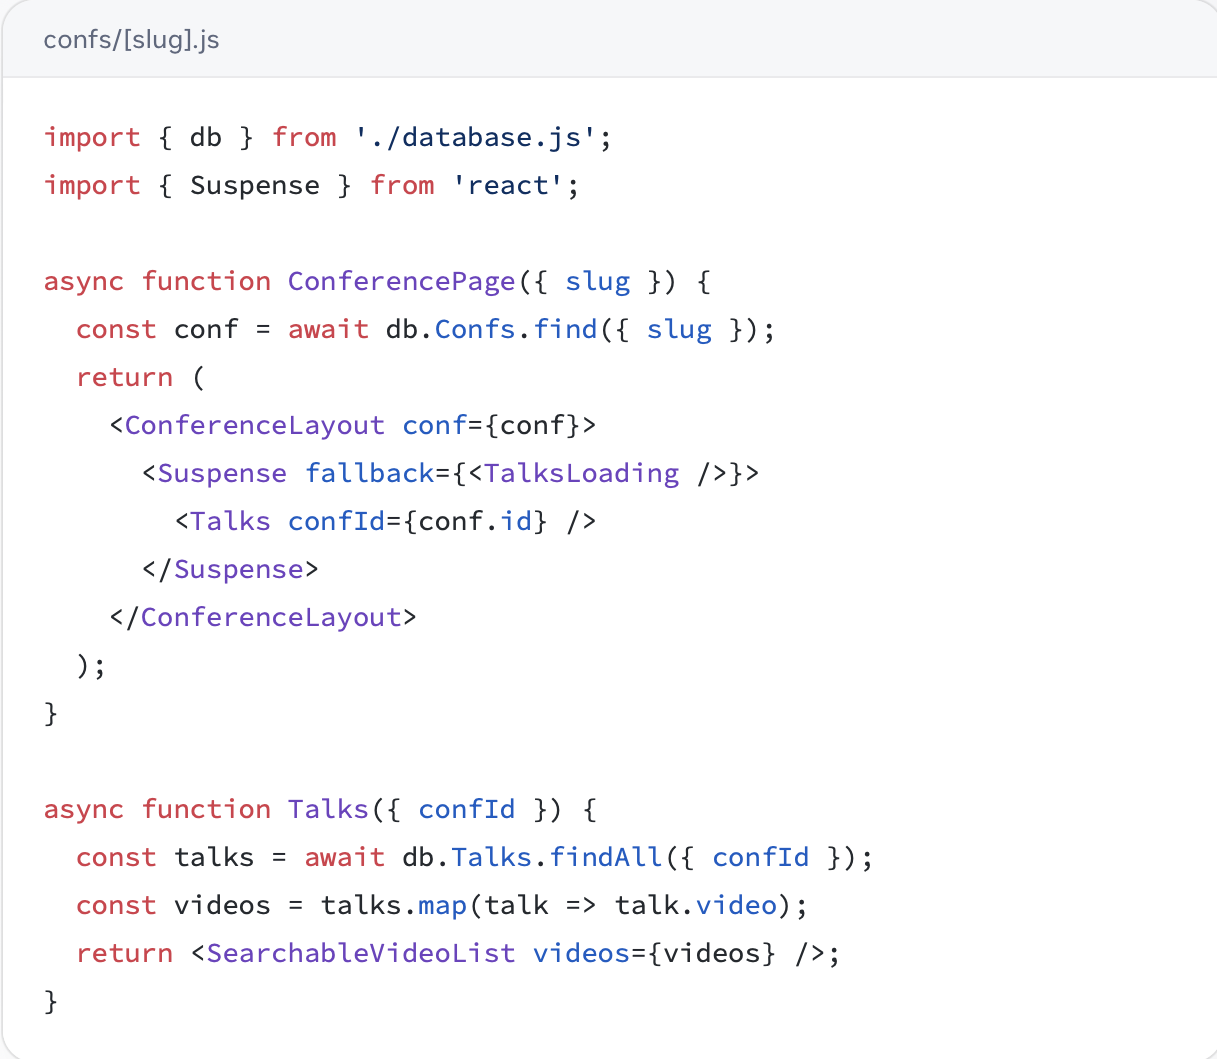 confs/[slug].js
import { db } from './database.js';
import { Suspense } from 'react';
async function ConferencePage({ slug }) {
  const conf = await db.Confs.find({ slug });
  return (
    <ConferenceLayout conf={conf}>
      <Suspense fallback={<TalksLoading />}>
        <Talks confId={conf.id} />
      </Suspense>
    </ConferenceLayout>
  );
}
async function Talks({ confId }) {
  const talks = await db.Talks.findAll({ confId });
  const videos = talks.map(talk => talk.video);
  return <SearchableVideoList videos={videos} />;
}